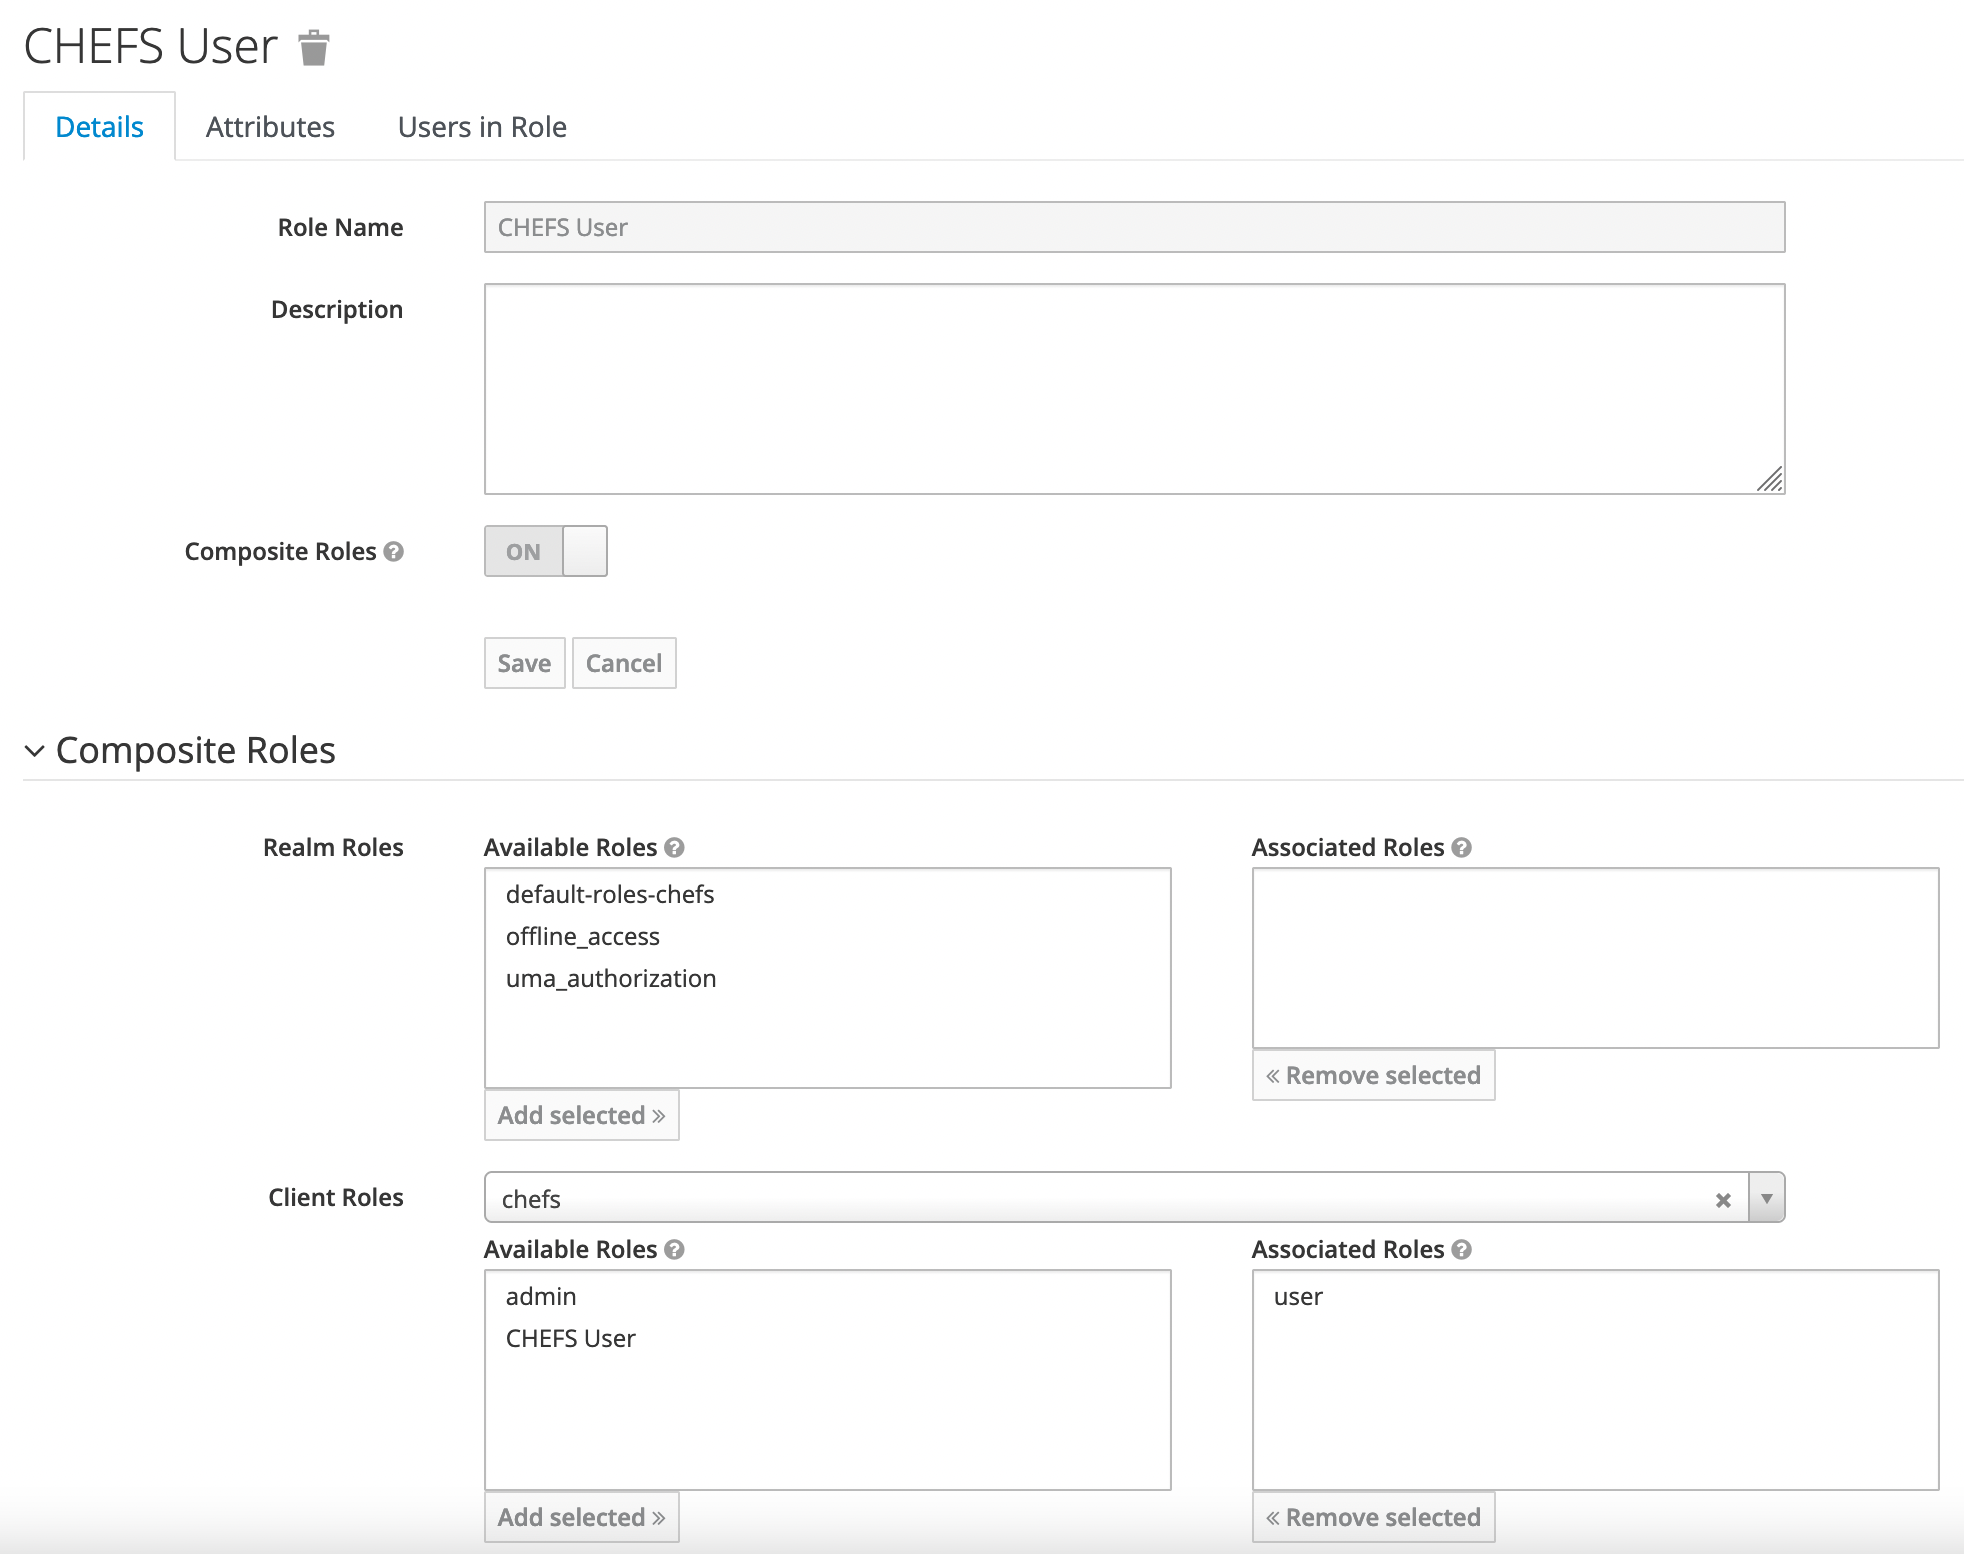 CHEFS User
Details Attributes Users in Role
Role Name CHEFS User
Description
Composite Roles ON
Save Cancel
Composite Roles
Realm Roles Available Roles Associated Roles
default-roles-chefs
offline_access
uma_authorization
« Remove selected
Add selected »
Client Roles chefs
Available Roles Associated Roles
admin user
CHEFS User
Add selected » « Remove selected